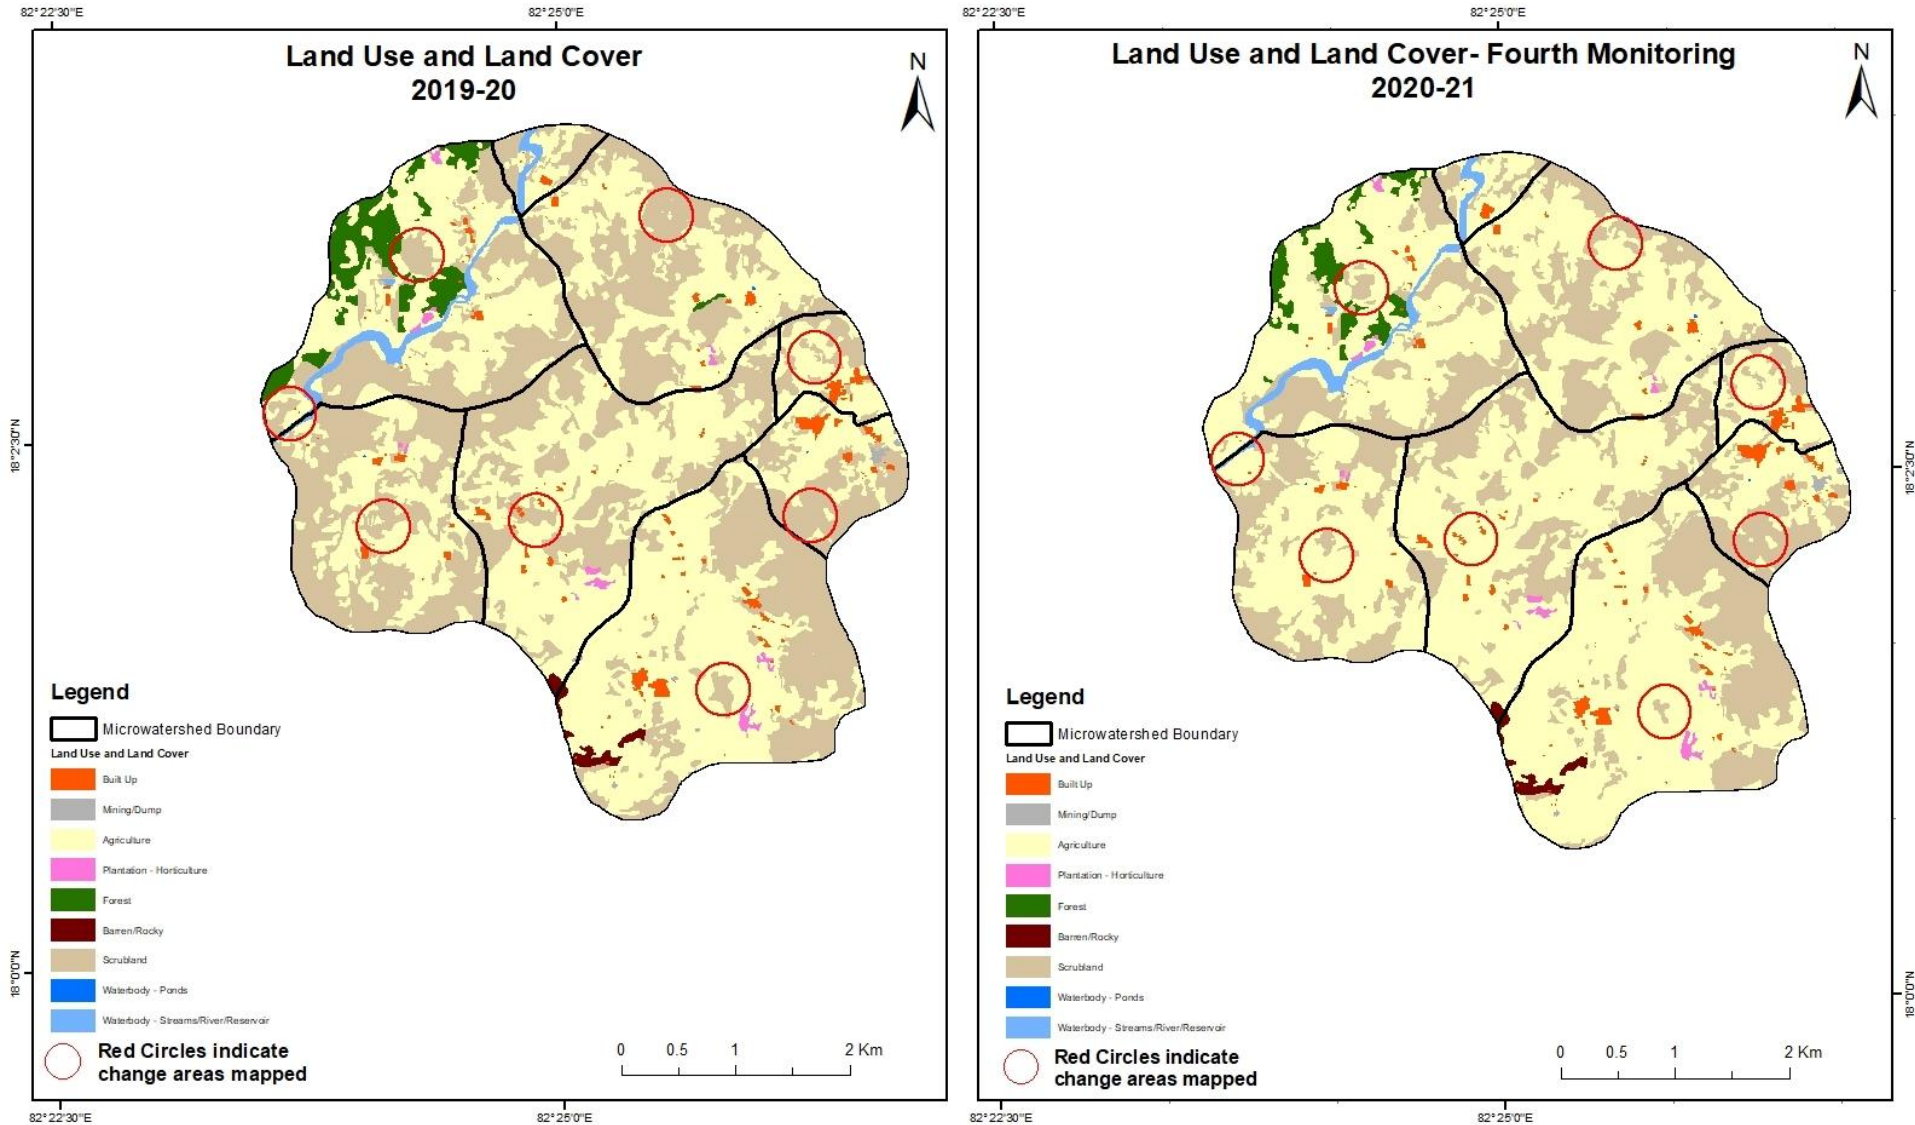 82°22'30"E
82°25'0"E
Land Use and Land Cover
2019-20
N
18°2'30"N
18°0'0"N
Legend
Microwatershed Boundary
Land Use and Land Cover
Built Up
Mining/Dump
Agriculture
Plantation - Horticulture
Forest
Barren/Rocky
Scrubland
Waterbody - Ponds
Waterbody - Streams/River/Reservoir
Red Circles indicate
change areas mapped
0 0.5 1 2 Km
82°22'30"E
82°25'0"E
82°22'30"E
82°25'0"E
Land Use and Land Cover- Fourth Monitoring
2020-21
N
18°2'30"N
18°0'0"N
Legend
Microwatershed Boundary
Land Use and Land Cover
Built Up
Mining/Dump
Agriculture
Plantation - Horticulture
Forest
Barren/Rocky
Scrubland
Waterbody - Ponds
Waterbody - Streams/River/Reservoir
Red Circles indicate
change areas mapped
0 0.5 1 2 Km
82°22'30"E
82°25'0"E